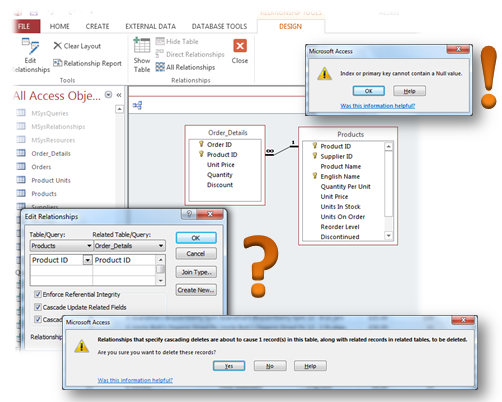 RELATIONSHIP TOOLS
FILE HOME CREATE EXTERNAL DATA DATABASE TOOLS DESIGN
Edit Relationships
Clear Layout
Relationship Report
Tools
Show Table
Hide Table
Direct Relationships
All Relationships
Close
Relationships
Microsoft Access
Index or primary key cannot contain a Null value.
OK Help
Was this information helpful?
!
All Access Obje...
MSysQueries
MSysRelationships
MSysResources
Order_Details
Orders
Product Units
Products
Suppliers
Order_Details
Order ID
Product ID
Unit Price
Quantity
Discount
∞ 1
Products
Product ID
Supplier ID
Product Name
English Name
Quantity Per Unit
Unit Price
Units In Stock
Units On Order
Reorder Level
Discontinued
Edit Relationships
? X
Table/Query: Related Table/Query:
Products Order_Details
Product ID Product ID
OK
Cancel
Join Type..
Create New..
Enforce Referential Integrity
Cascade Update Related Fields
?
Microsoft Access
Relationships that specify cascading deletes are about to cause 1 record(s) in this table, along with related records in related tables, to be deleted.
Are you sure you want to delete these records?
Yes No Help
Was this information helpful?